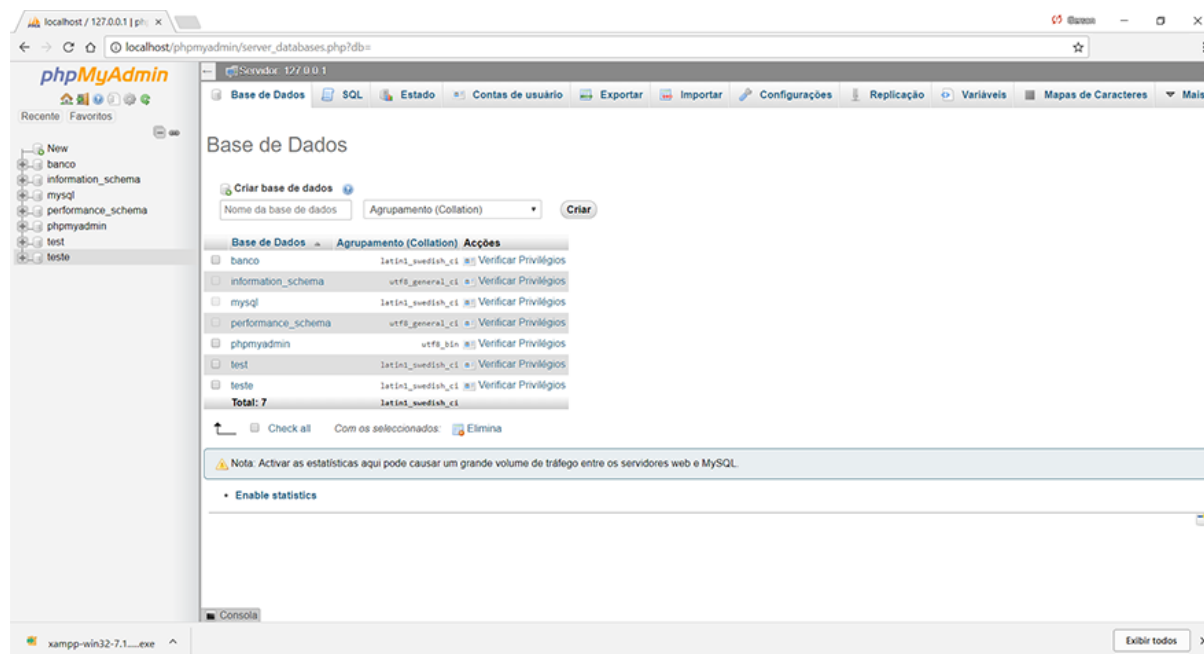 localhost / 127.0.0.1 | ph
localhost/phpmyadmin/server_databases.php?db=
phpMyAdmin
Recente Favoritos
New
banco
information_schema
mysql
performance_schema
phpmyadmin
test
teste
Servidor: 127.0.0.1
Base de Dados SQL Estado Contas de usuário Exportar Importar Configurações Replicação Variáveis Mapas de Caracteres Mais
Base de Dados
Criar base de dados
Nome da base de dados Agrupamento (Collation) Criar
Base de Dados Agrupamento (Collation) Acções
banco latin1_swedish_ci Verificar Privilégios
information_schema utf8_general_ci Verificar Privilégios
mysql latin1_swedish_ci Verificar Privilégios
performance_schema utf8_general_ci Verificar Privilégios
phpmyadmin utf8_bin Verificar Privilégios
test latin1_swedish_ci Verificar Privilégios
teste latin1_swedish_ci Verificar Privilégios
Total: 7 latin1_swedish_ci
Check all Com os seleccionados: Elimina
Nota: Activar as estatísticas aqui pode causar um grande volume de tráfego entre os servidores web e MySQL.
• Enable statistics
Consola
xampp-win32-7.1.....exe Exibir todos